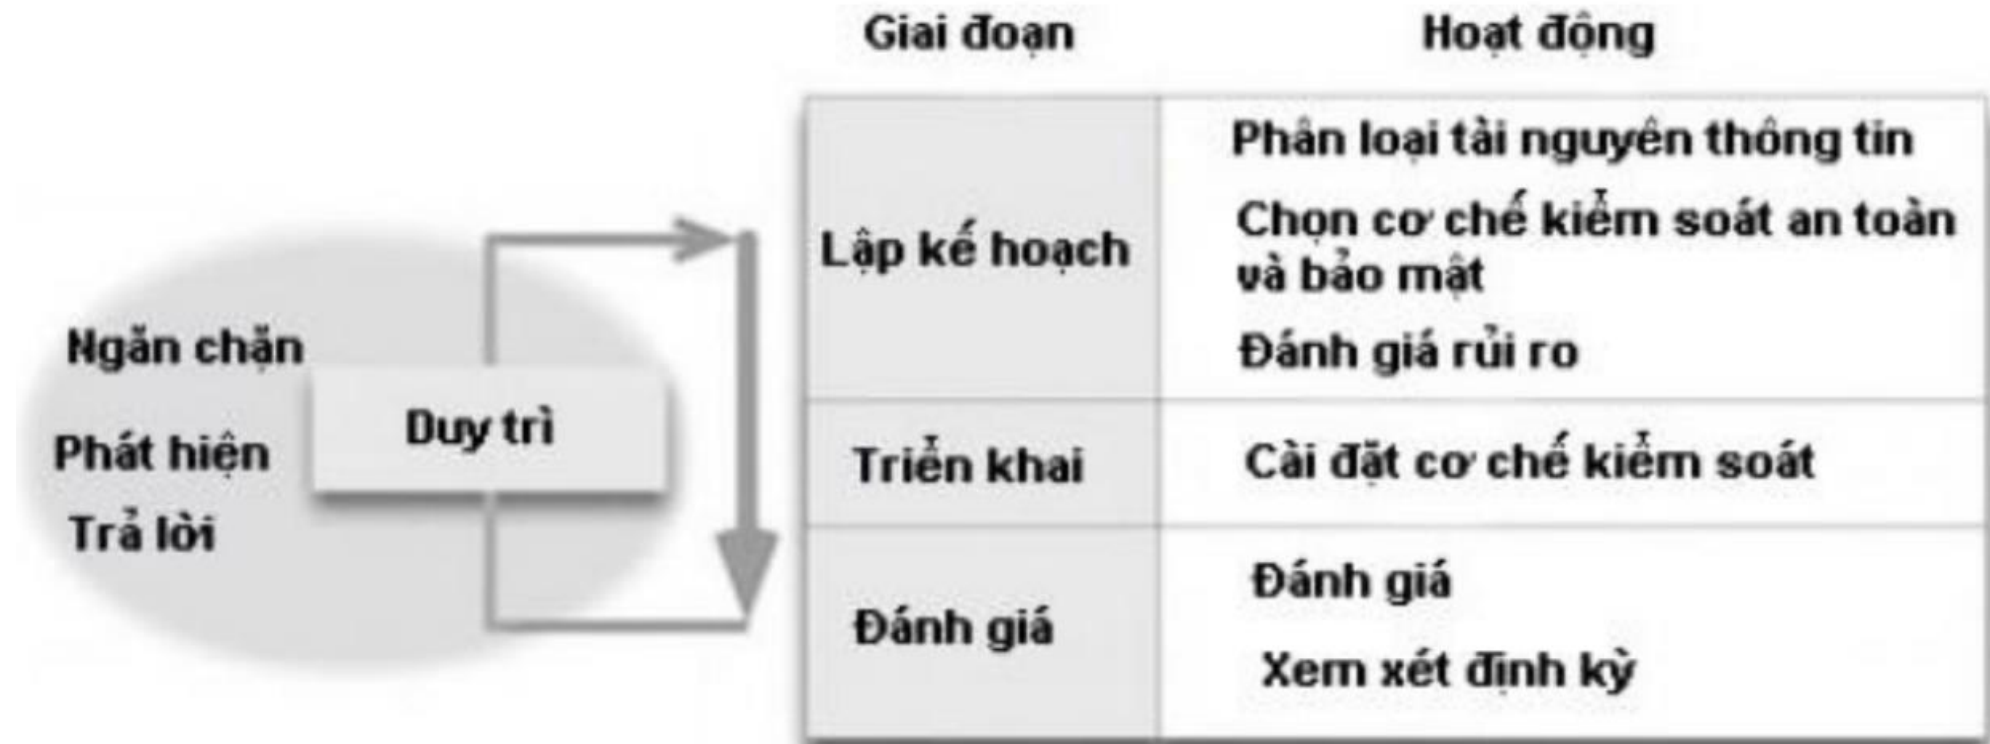 Giai đoạn
Hoạt động
Ngăn chặn
Phát hiện
Trả lời
Duy trì
Lập kế hoạch
Phân loại tài nguyên thông tin
Chọn cơ chế kiểm soát an toàn
và bảo mật
Đánh giá rủi ro
Triển khai
Cài đặt cơ chế kiểm soát
Đánh giá
Đánh giá
Xem xét định kỳ